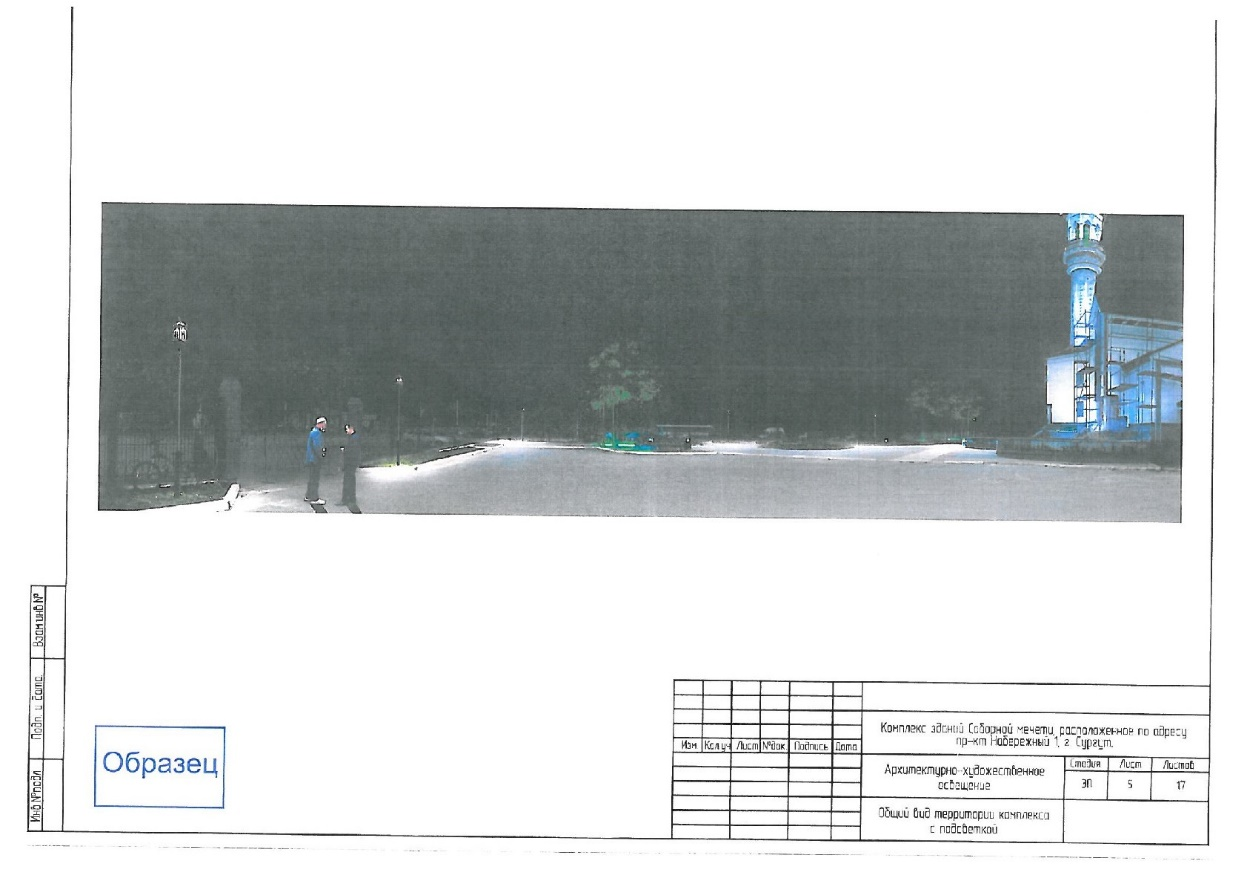 Взам.инв.№
Подп. и дата.
Инв.№подл
Образец
Изм Кол.уч Лист №док. Подпись Дата
Комплекс зданий Соборной мечети, расположенное по адресу
пр-кт Набережный 1, г. Сургут.
Архитектурно-художественное
освещение
Стадия Лист Листов
ЭП 5 17
Общий вид территории комплекса
с подсветкой